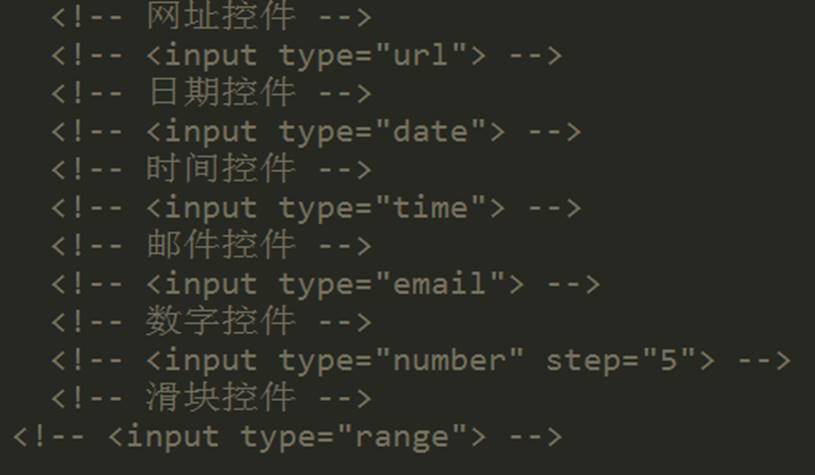 <!-- 网址控件 -->
<!-- <input type="url"> -->
<!-- 日期控件 -->
<!-- <input type="date"> -->
<!-- 时间控件 -->
<!-- <input type="time"> -->
<!-- 邮件控件 -->
<!-- <input type="email"> -->
<!-- 数字控件 -->
<!-- <input type="number" step="5"> -->
<!-- 滑块控件 -->
<!-- <input type="range"> -->